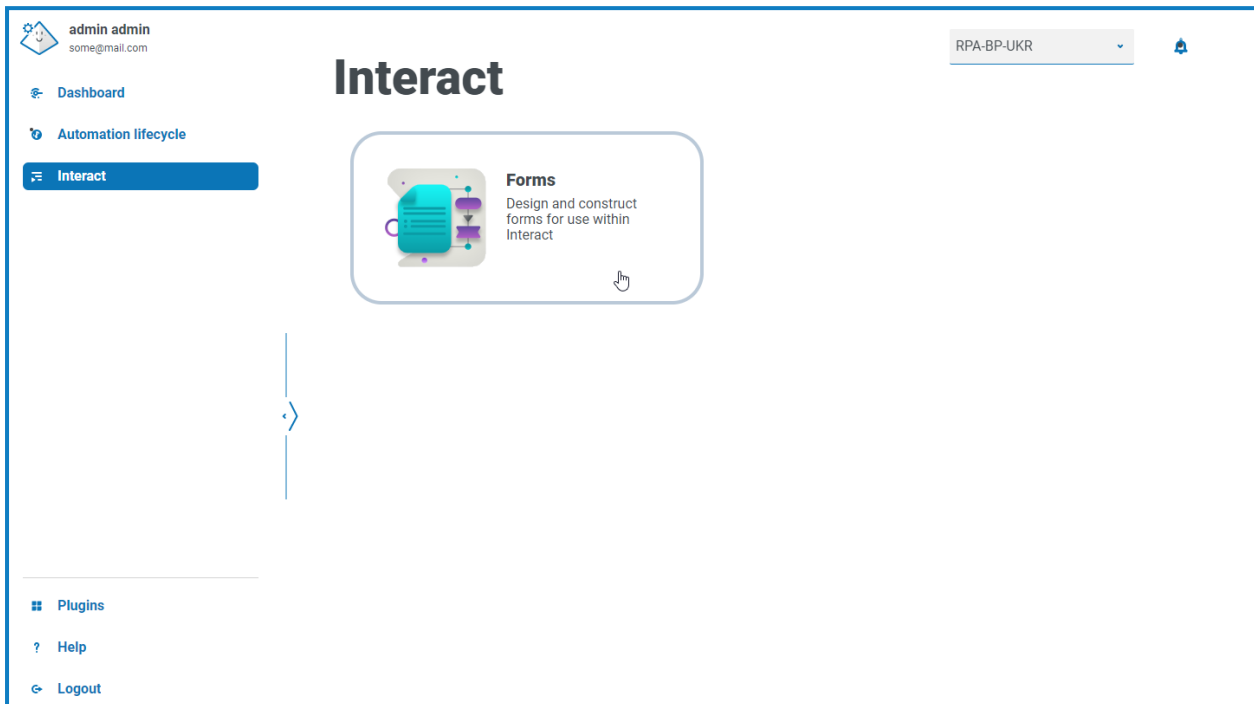 admin admin
some@mail.com
Dashboard
Automation lifecycle
Interact
Interact
RPA-BP-UKR
Forms
Design and construct
forms for use within
Interact
Plugins
? Help
Logout